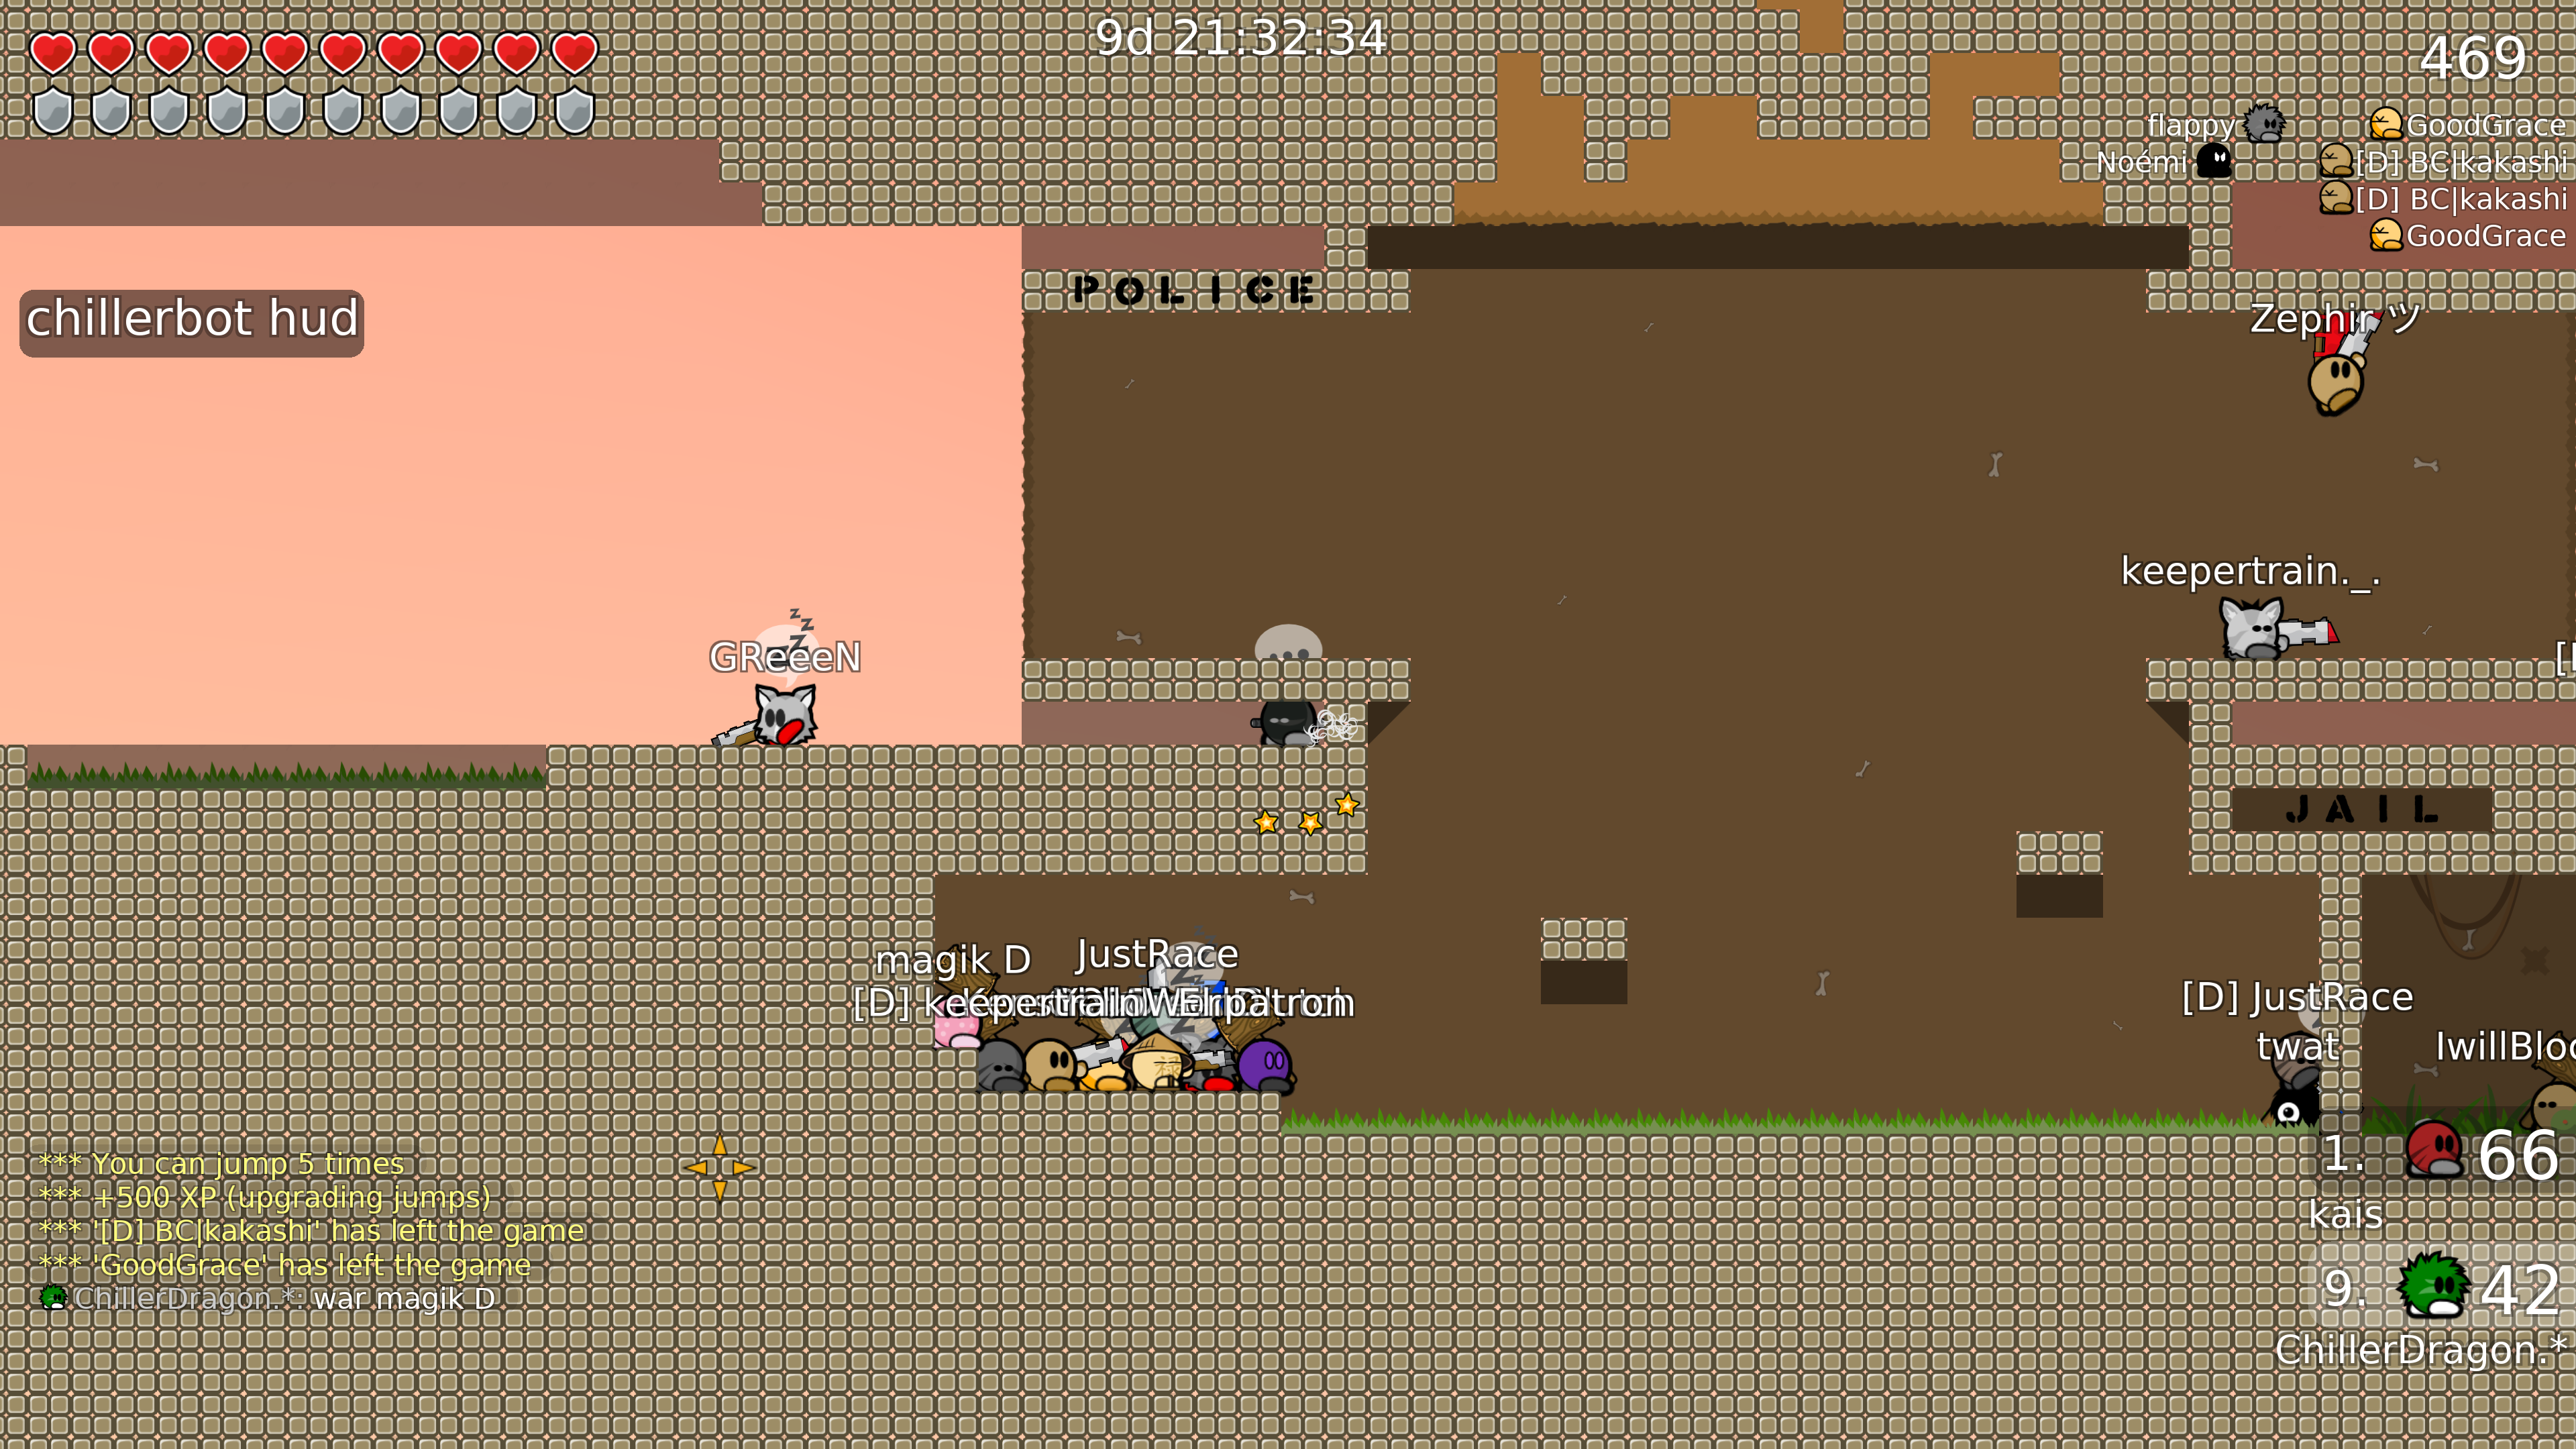 9d 21:32:34
469
flappy GoodGrace
Noémi [D] BC|kakashi
[D] BC|kakashi
GoodGrace
POLICE
chillerbot hud
Zephir ツ
keepertrain._.
GReeeN
JAIL
magik D
JustRace
[D] keepertrain
[D] JustRace
twat
IwillBlo
*** You can jump 5 times
*** +500 XP (upgrading jumps)
*** '[D] BC|kakashi' has left the game
*** 'GoodGrace' has left the game
ChillerDragon.*: war magik D
1. 66
kais
9. 42
ChillerDragon.*